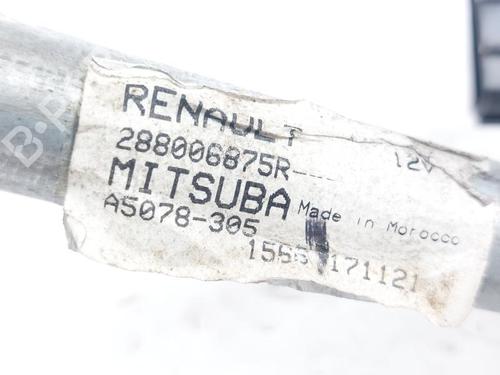 RENAULT
288006875R--- 12V
MITSUBA Made in Morocco
A5078-305
171121